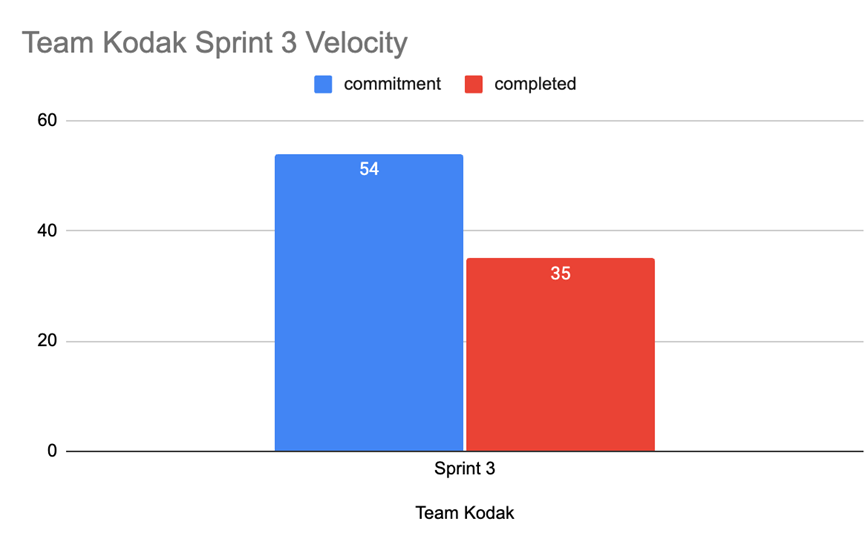 Team Kodak Sprint 3 Velocity
commitment completed
60
54
40
35
20
0
Sprint 3
Team Kodak